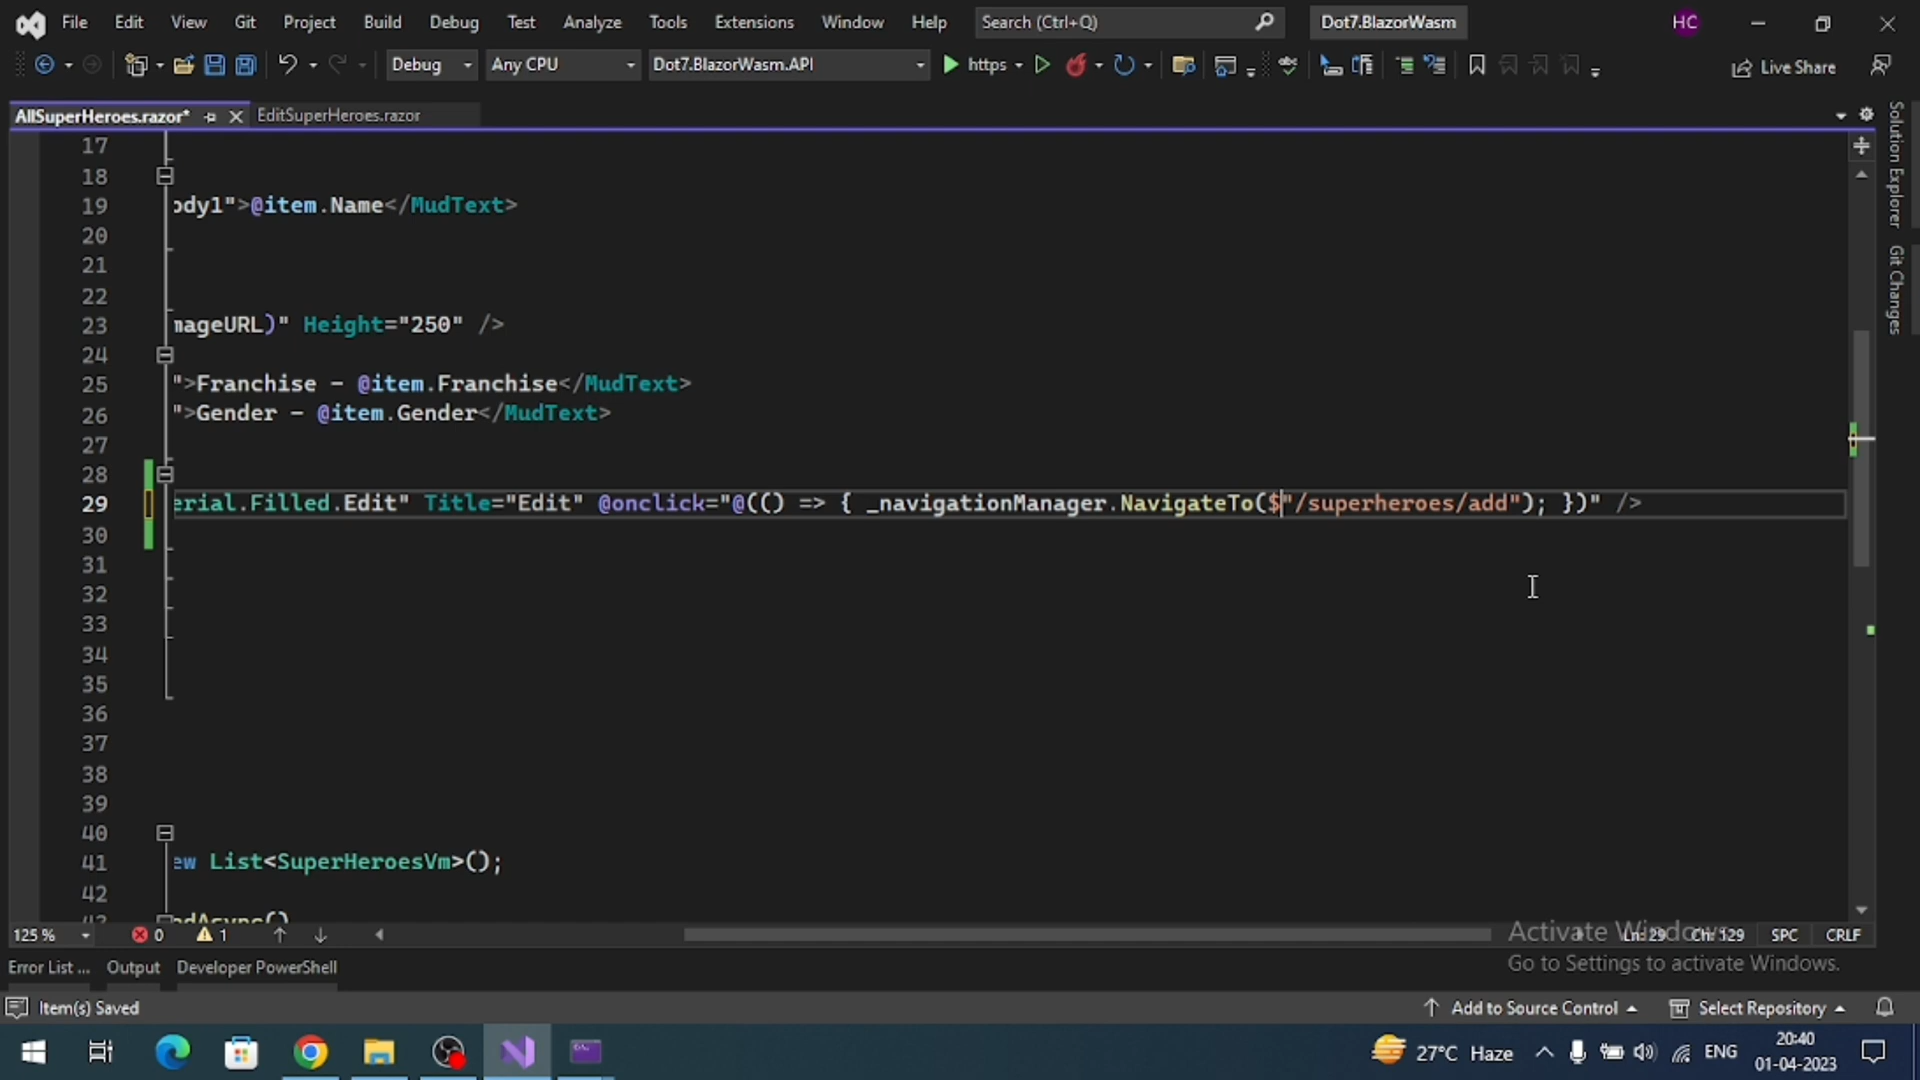 File Edit View Git Project Build Debug Test Analyze Tools Extensions Window Help Search (Ctrl+Q) Dot7.BlazorWasm HC
Debug Any CPU Dot7.BlazorWasm.API https Live Share
AllSuperHeroes.razor* EditSuperHeroes.razor
Solution Explorer
Git Changes
17
18
19 ody1">@item.Name</MudText>
20
21
22
23 mageURL)" Height="250" />
24
25 ">Franchise - @item.Franchise</MudText>
26 ">Gender - @item.Gender</MudText>
27
28
29 erial.Filled.Edit" Title="Edit" @onclick="@(() => { _navigationManager.NavigateTo($"/superheroes/add"); })" />
30
31
32
33
34
35
36
37
38
39
40
41 ew List<SuperHeroesVm>();
42
43 edAsync()
125 % 0 1 Ln: 29 Ch: 129 SPC CRLF
Activate Windows
Go to Settings to activate Windows.
Error List ... Output Developer PowerShell
Item(s) Saved Add to Source Control Select Repository
27°C Haze ENG 20:40
01-04-2023